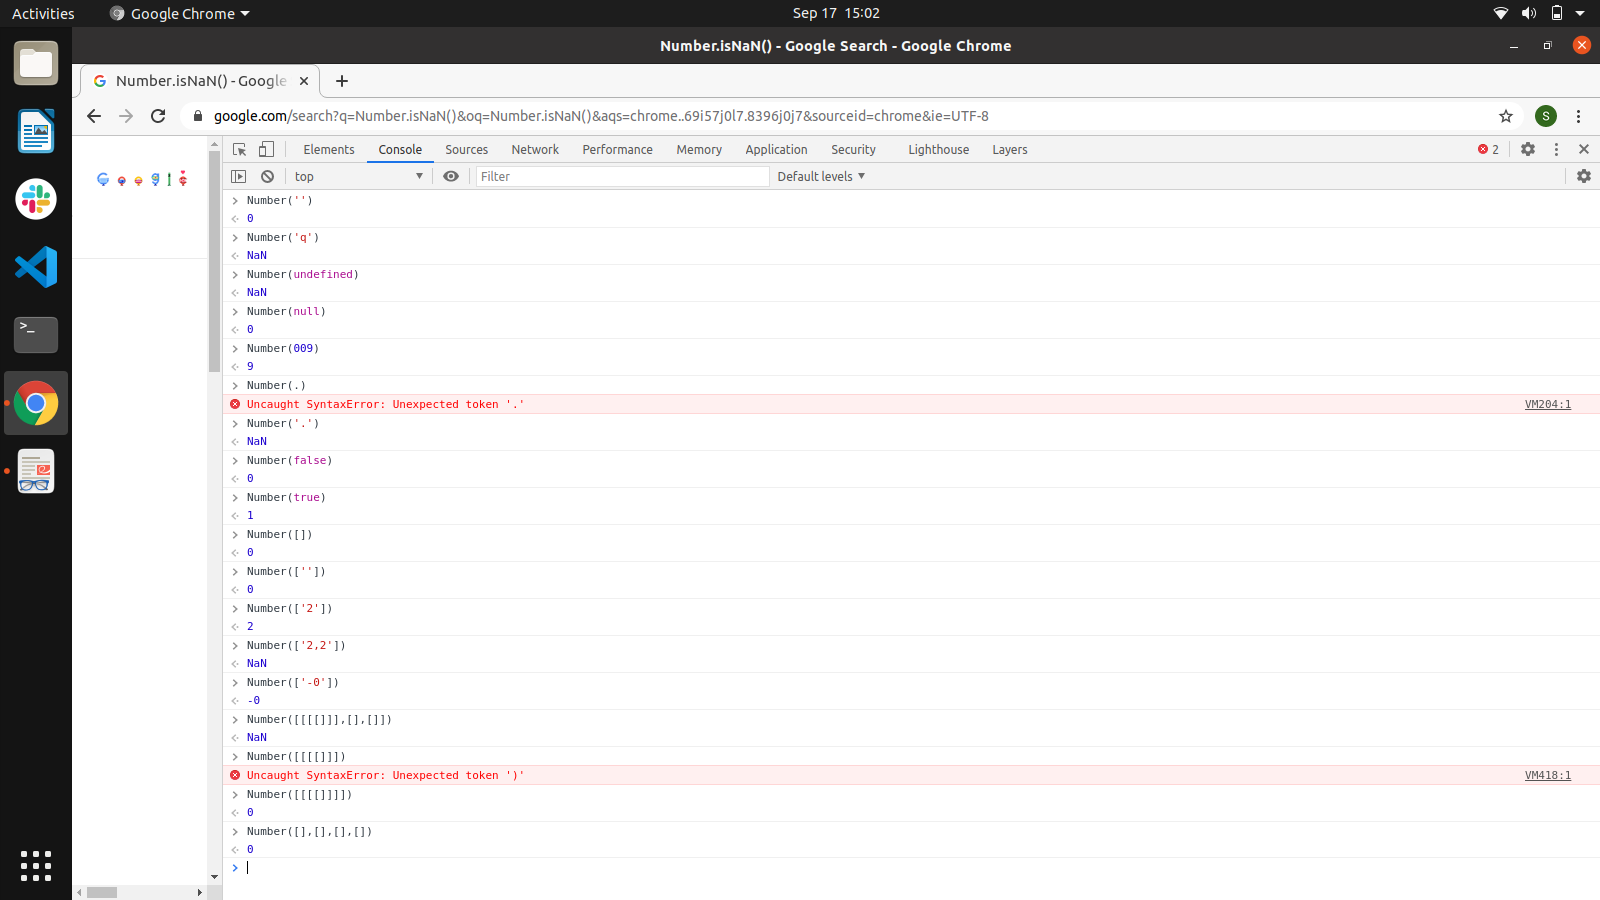 Activities
Google Chrome
Sep 17 15:02
Number.isNaN() - Google Search - Google Chrome
Number.isNaN() - Google
google.com/search?q=Number.isNaN()&oq=Number.isNaN()&aqs=chrome..69i57j0l7.8396j0j7&sourceid=chrome&ie=UTF-8
S
Elements Console Sources Network Performance Memory Application Security Lighthouse Layers 2
top Filter Default levels
Number('')
0
Number('q')
NaN
Number(undefined)
NaN
Number(null)
0
Number(009)
9
Number(.)
Uncaught SyntaxError: Unexpected token '.' VM204:1
Number('.')
NaN
Number(false)
0
Number(true)
1
Number([])
0
Number([''])
0
Number(['2'])
2
Number(['2,2'])
NaN
Number(['-0'])
-0
Number([[[[]]],[],[]])
NaN
Number([[[[]]])
Uncaught SyntaxError: Unexpected token ')' VM418:1
Number([[[[]]]])
0
Number([],[],[],[])
0